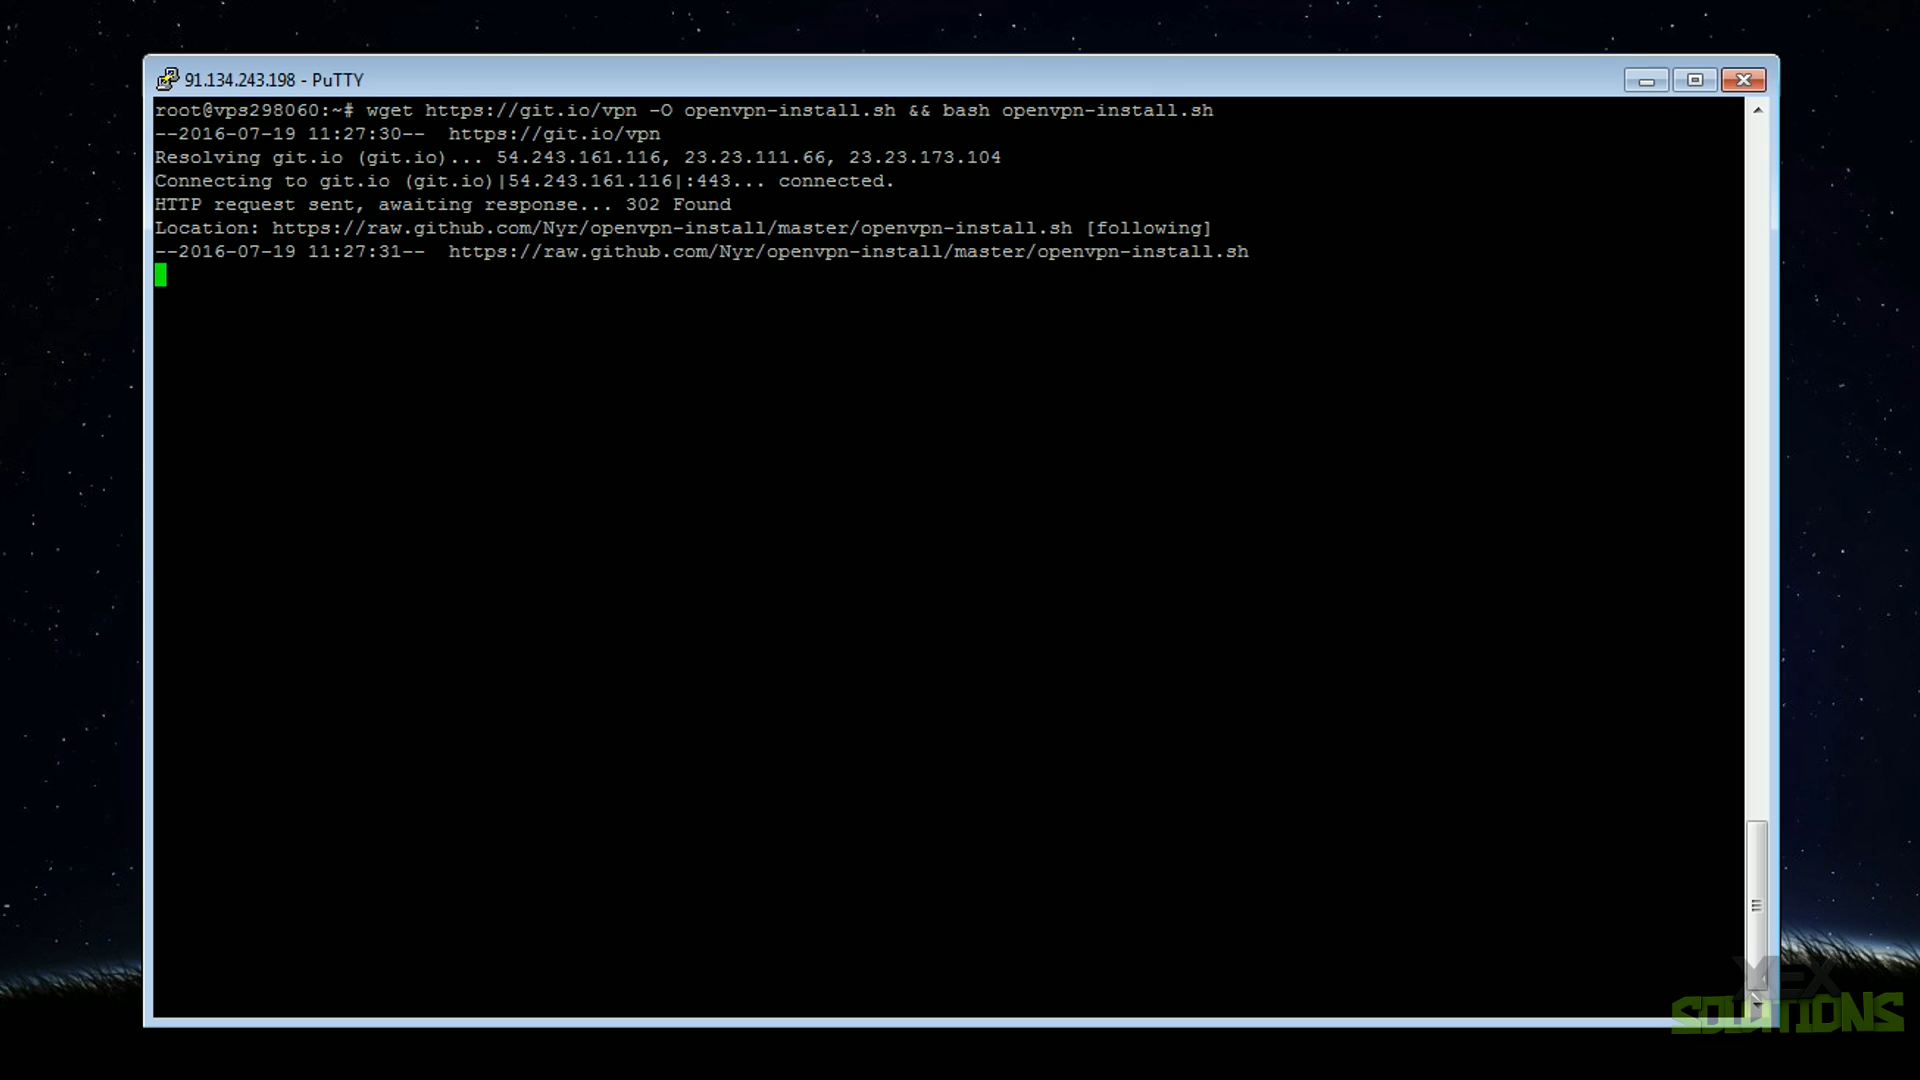 91.134.243.198 - PuTTY
root@vps298060:~# wget https://git.io/vpn -O openvpn-install.sh && bash openvpn-install.sh
--2016-07-19 11:27:30--  https://git.io/vpn
Resolving git.io (git.io)... 54.243.161.116, 23.23.111.66, 23.23.173.104
Connecting to git.io (git.io)|54.243.161.116|:443... connected.
HTTP request sent, awaiting response... 302 Found
Location: https://raw.github.com/Nyr/openvpn-install/master/openvpn-install.sh [following]
--2016-07-19 11:27:31--  https://raw.github.com/Nyr/openvpn-install/master/openvpn-install.sh
SOLUTIONS